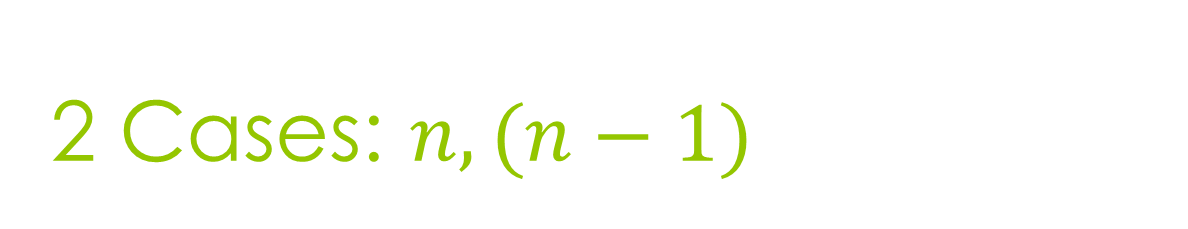 2 Cases: 𝑛, (𝑛 − 1)